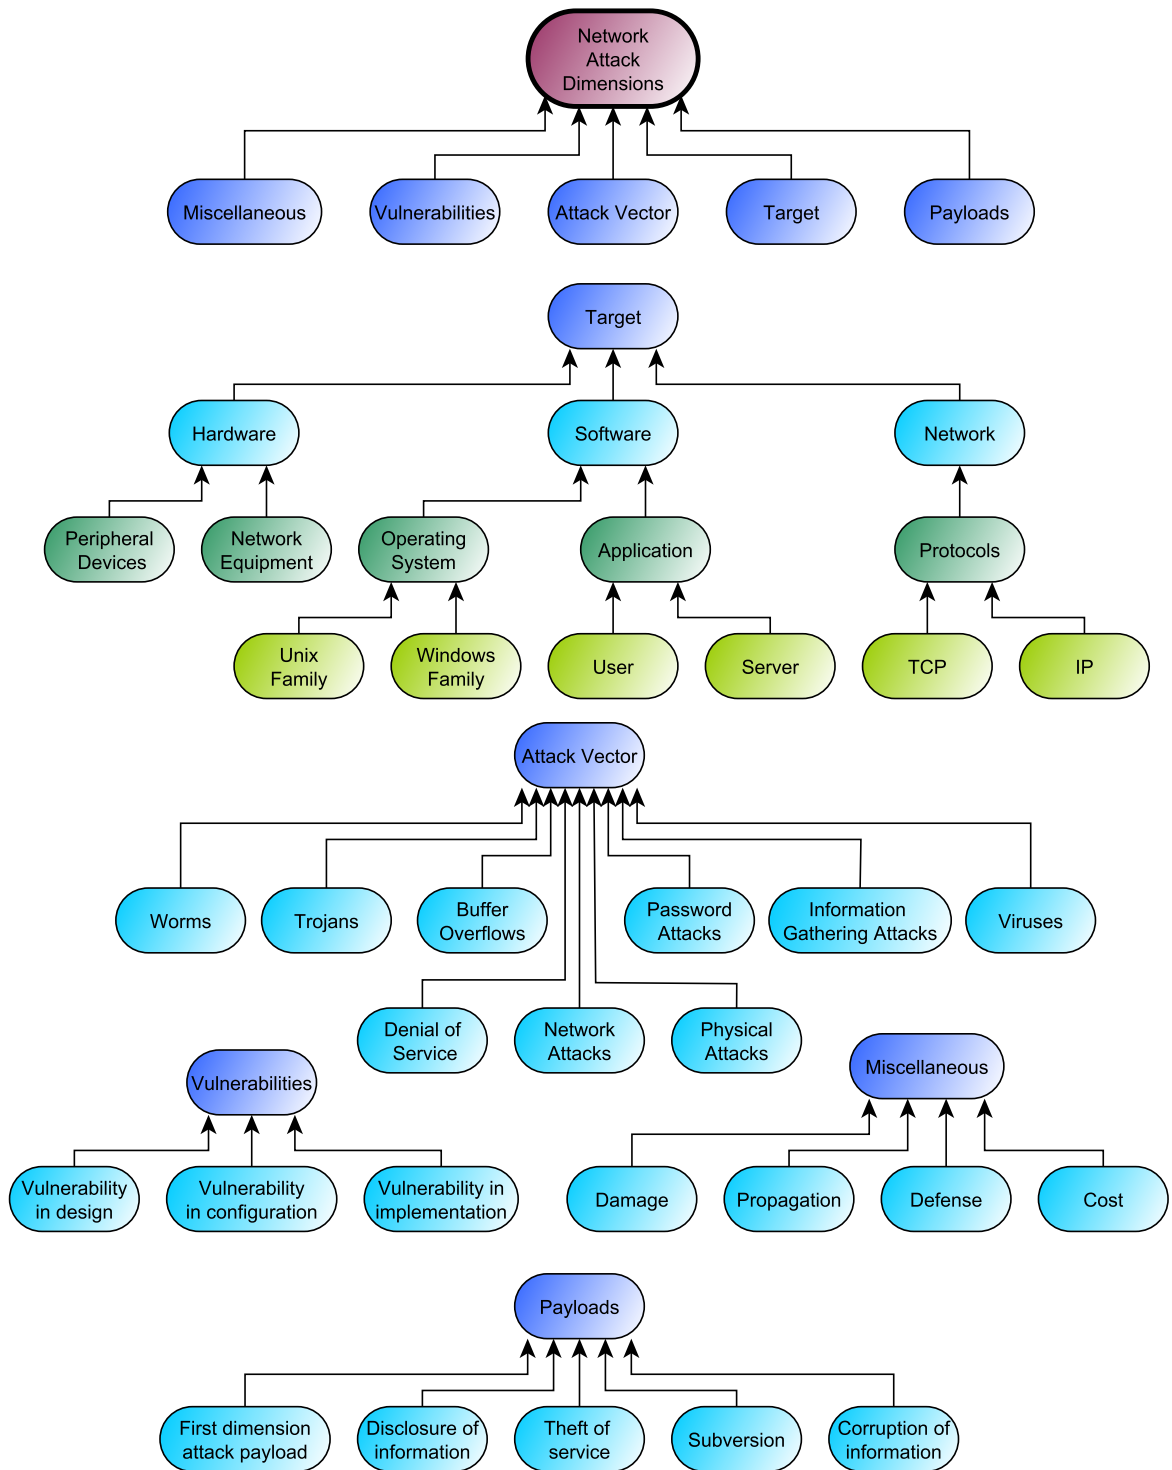 Network
Attack
Dimensions
Miscellaneous
Vulnerabilities
Attack Vector
Target
Payloads
Target
Hardware
Software
Network
Peripheral
Devices
Network
Equipment
Operating
System
Application
Protocols
Unix
Family
Windows
Family
User
Server
TCP
IP
Attack Vector
Worms
Trojans
Buffer
Overflows
Password
Attacks
Information
Gathering Attacks
Viruses
Denial of
Service
Network
Attacks
Physical
Attacks
Vulnerabilities
Miscellaneous
Vulnerability
in design
Vulnerability
in configuration
Vulnerability in
implementation
Damage
Propagation
Defense
Cost
Payloads
First dimension
attack payload
Disclosure of
information
Theft of
service
Subversion
Corruption of
information